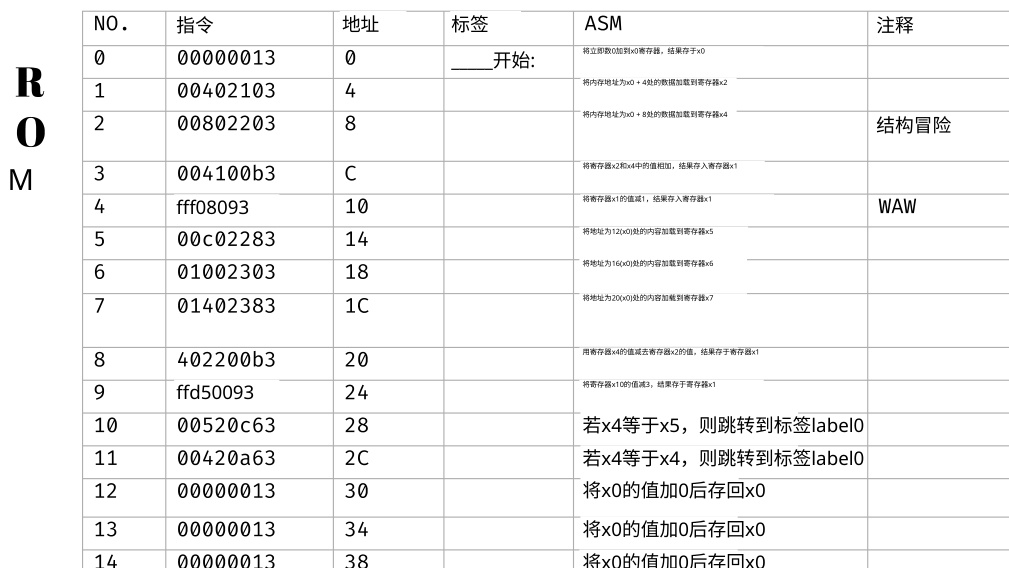 R
O
M
NO. 指令 地址 标签 ASM 注释
0 00000013 0 _____开始: 将立即数0加到x0寄存器，结果存于x0
1 00402103 4 将内存地址为x0 + 4处的数据加载到寄存器x2
2 00802203 8 将内存地址为x0 + 8处的数据加载到寄存器x4 结构冒险
3 004100b3 C 将寄存器x2和x4中的值相加，结果存入寄存器x1
4 fff08093 10 将寄存器x1的值减1，结果存入寄存器x1 WAW
5 00c02283 14 将地址为12(x0)处的内容加载到寄存器x5
6 01002303 18 将地址为16(x0)处的内容加载到寄存器x6
7 01402383 1C 将地址为20(x0)处的内容加载到寄存器x7
8 402200b3 20 用寄存器x4的值减去寄存器x2的值，结果存于寄存器x1
9 ffd50093 24 将寄存器x10的值减3，结果存于寄存器x1
10 00520c63 28 若x4等于x5，则跳转到标签label0
11 00420a63 2C 若x4等于x4，则跳转到标签label0
12 00000013 30 将x0的值加0后存回x0
13 00000013 34 将x0的值加0后存回x0
14 00000013 38 将x0的值加0后存回x0